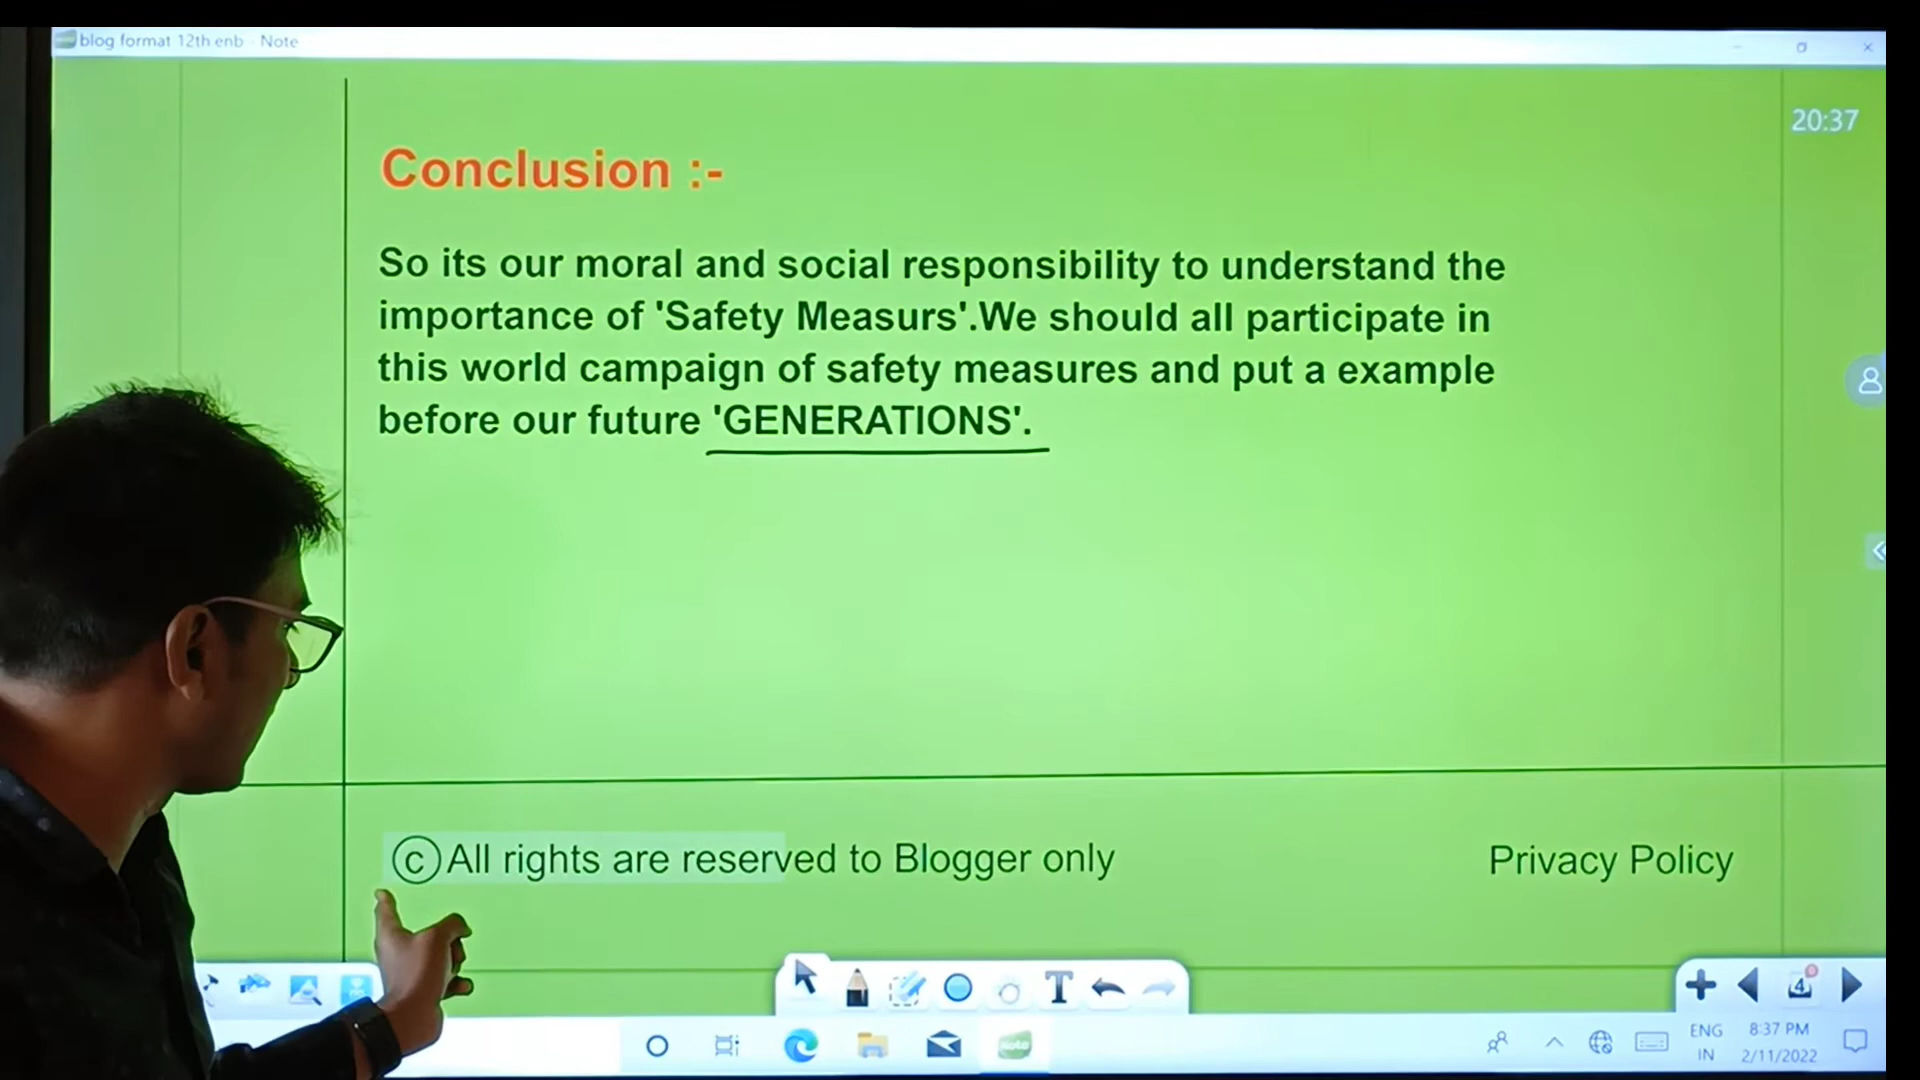 blog format 12th enb - Note
20:37
Conclusion :-
So its our moral and social responsibility to understand the
importance of 'Safety Measurs'.We should all participate in
this world campaign of safety measures and put a example
before our future 'GENERATIONS'.
©All rights are reserved to Blogger only
Privacy Policy
T
4
ENG
IN
8:37 PM
2/11/2022